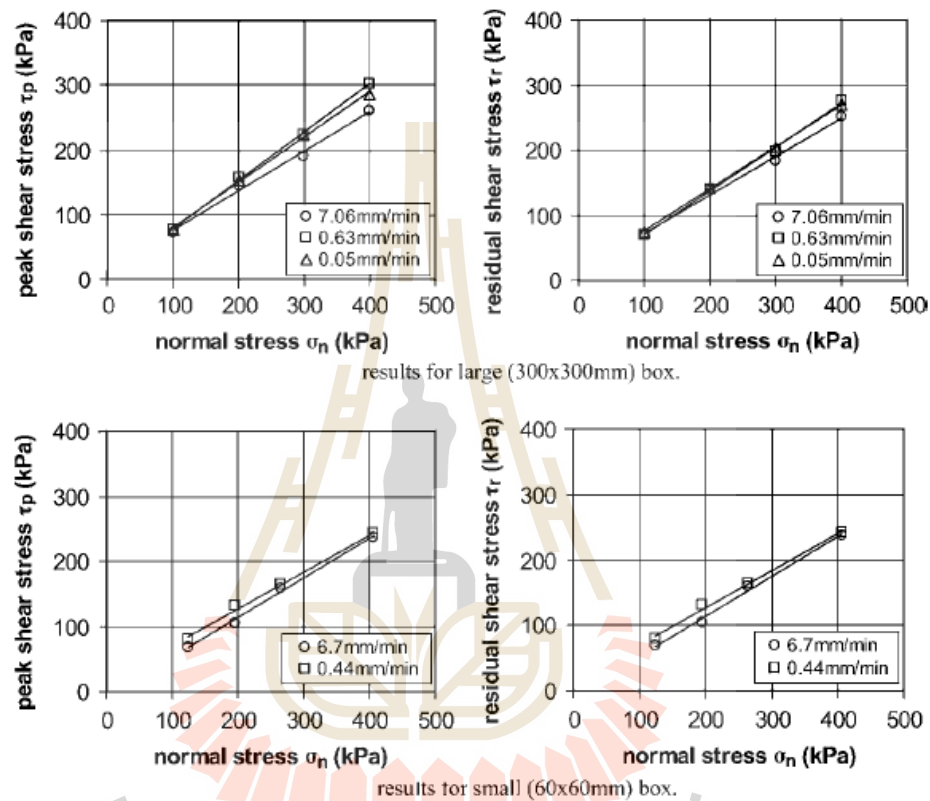 peak shear stress τp (kPa)
400
300
200
100
0
7.06mm/min
0.63mm/min
0.05mm/min
0 100 200 300 400 500
normal stress σn (kPa)
residual shear stress τr (kPa)
400
300
200
100
0
7.06mm/min
0.63mm/min
0.05mm/min
0 100 200 300 400 500
normal stress σn (kPa)
results for large (300x300mm) box.
peak shear stress τp (kPa)
400
300
200
100
0
6.7mm/min
0.44mm/min
0 100 200 300 400 500
normal stress σn (kPa)
residual shear stress τr (kPa)
400
300
200
100
0
6.7mm/min
0.44mm/min
0 100 200 300 400 500
normal stress σn (kPa)
results for small (60x60mm) box.